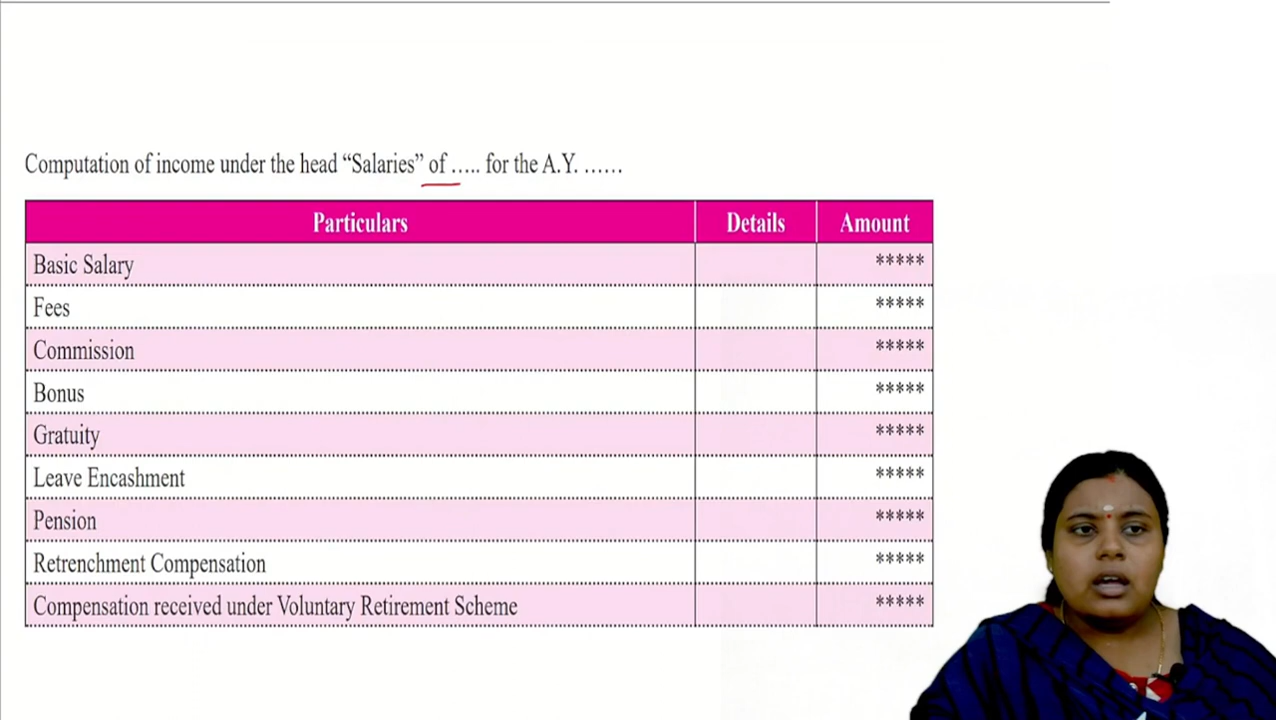 Computation of income under the head “Salaries” of ….. for the A.Y. ……
Particulars Details Amount
Basic Salary *****
Fees *****
Commission *****
Bonus *****
Gratuity *****
Leave Encashment *****
Pension *****
Retrenchment Compensation *****
Compensation received under Voluntary Retirement Scheme *****